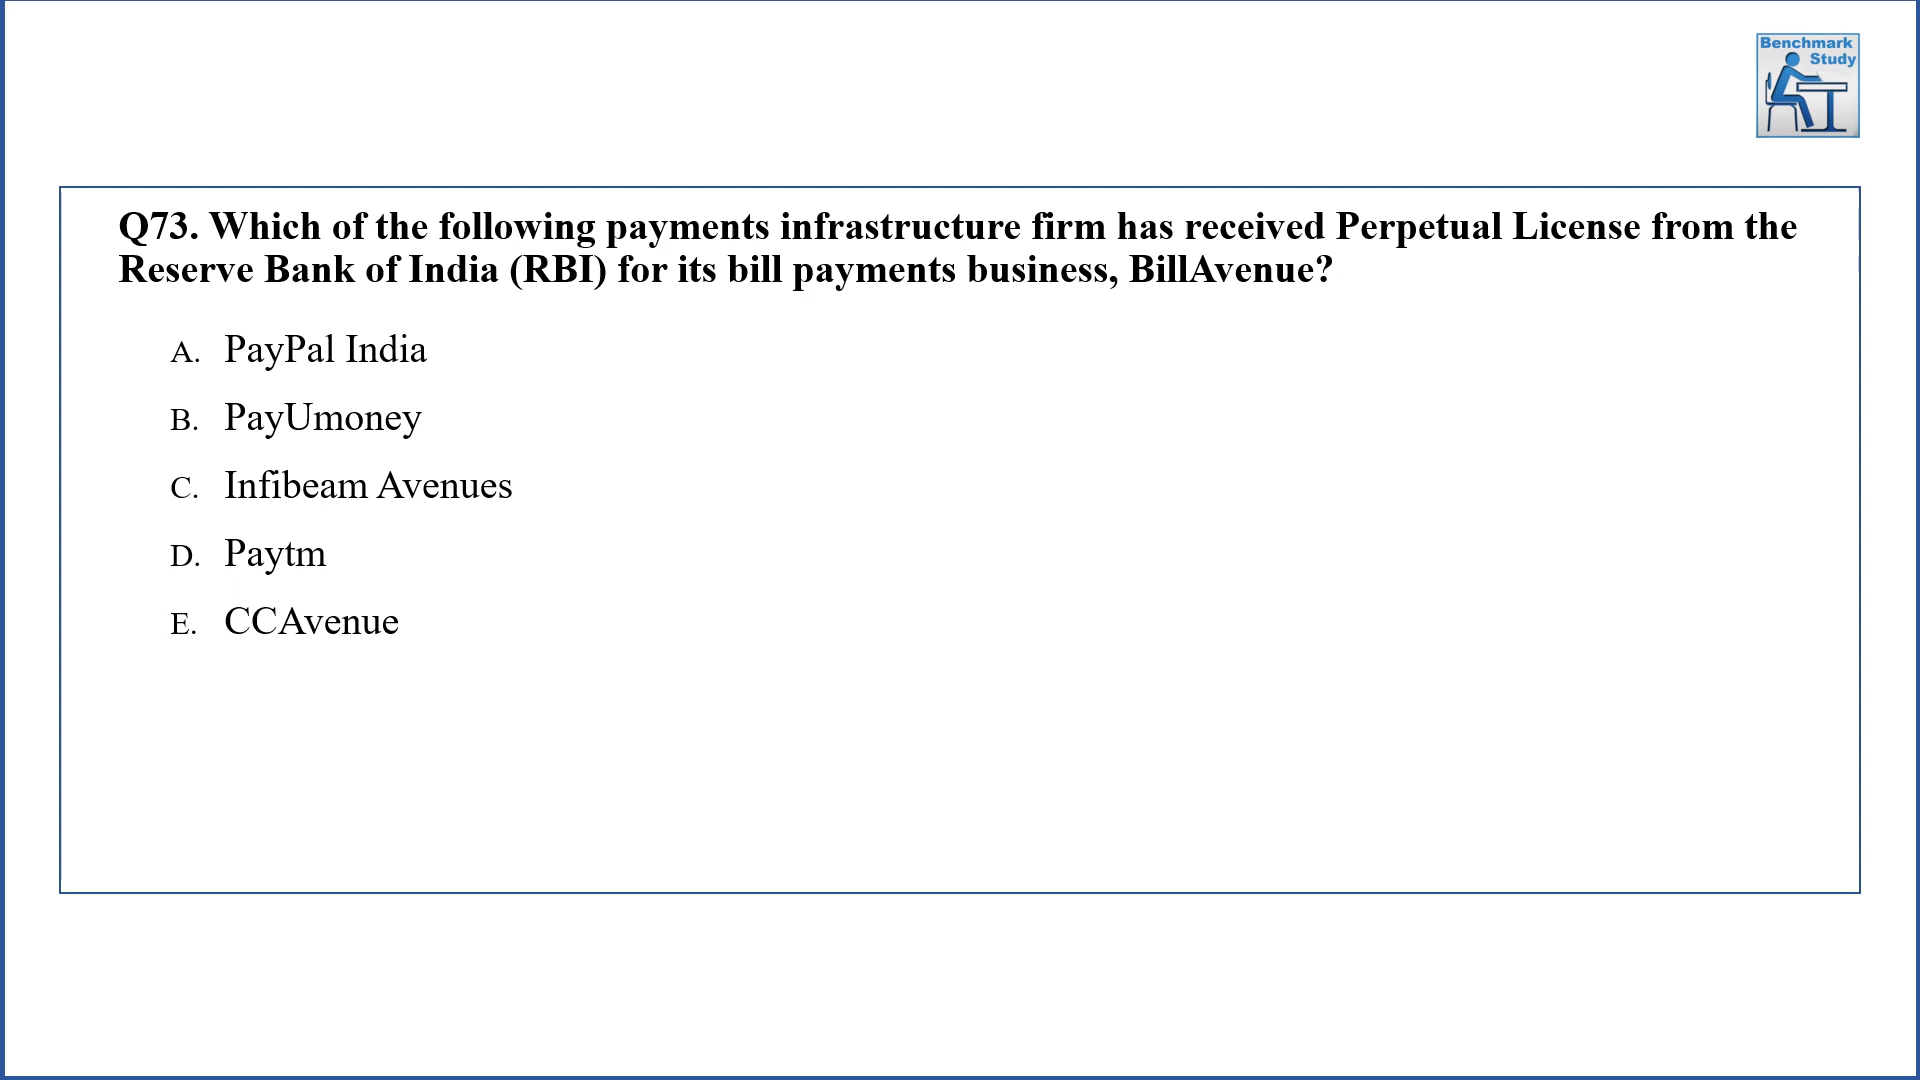 Benchmark
Study
Q73. Which of the following payments infrastructure firm has received Perpetual License from the
Reserve Bank of India (RBI) for its bill payments business, BillAvenue?
A. PayPal India
B. PayUmoney
C. Infibeam Avenues
D. Paytm
E. CCAvenue